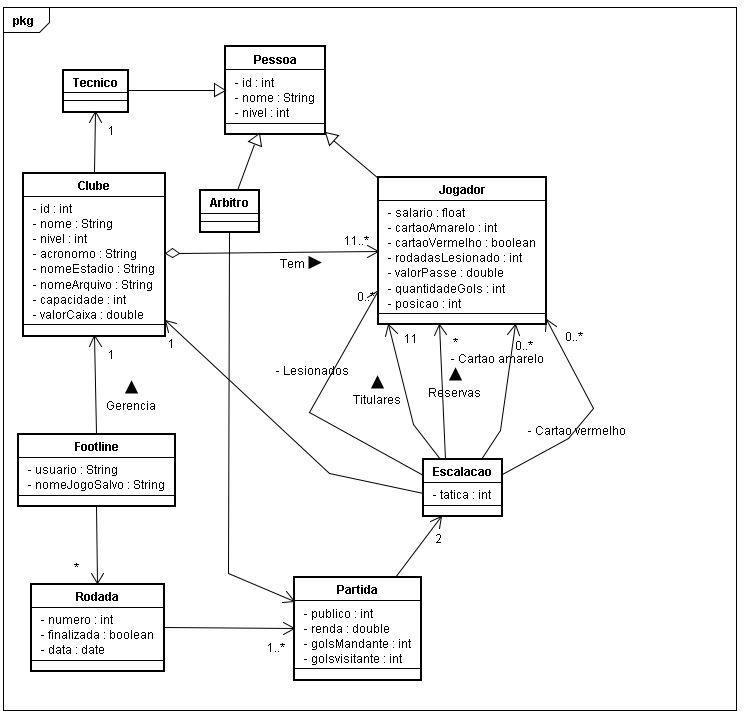 pkg
Pessoa
- id : int
- nome : String
- nivel : int
Tecnico
1
Clube
- id : int
- nome : String
- nivel : int
- acronomo : String
- nomeEstadio : String
- nomeArquivo : String
- capacidade : int
- valorCaixa : double
Arbitro
Jogador
- salario : float
- cartaoAmarelo : int
- cartaoVermelho : boolean
- rodadasLesionado : int
- valorPasse : double
- quantidadeGols : int
- posicao : int
11..*
Tem ▶
0..*
1
1
11
*
0..*
0..*
- Cartao amarelo
- Lesionados
▲
Gerencia
▲
Titulares
▲
Reservas
- Cartao vermelho
Footline
- usuario : String
- nomeJogoSalvo : String
Escalacao
- tatica : int
2
*
Rodada
- numero : int
- finalizada : boolean
- data : date
1..*
Partida
- publico : int
- renda : double
- golsMandante : int
- golsvisitante : int